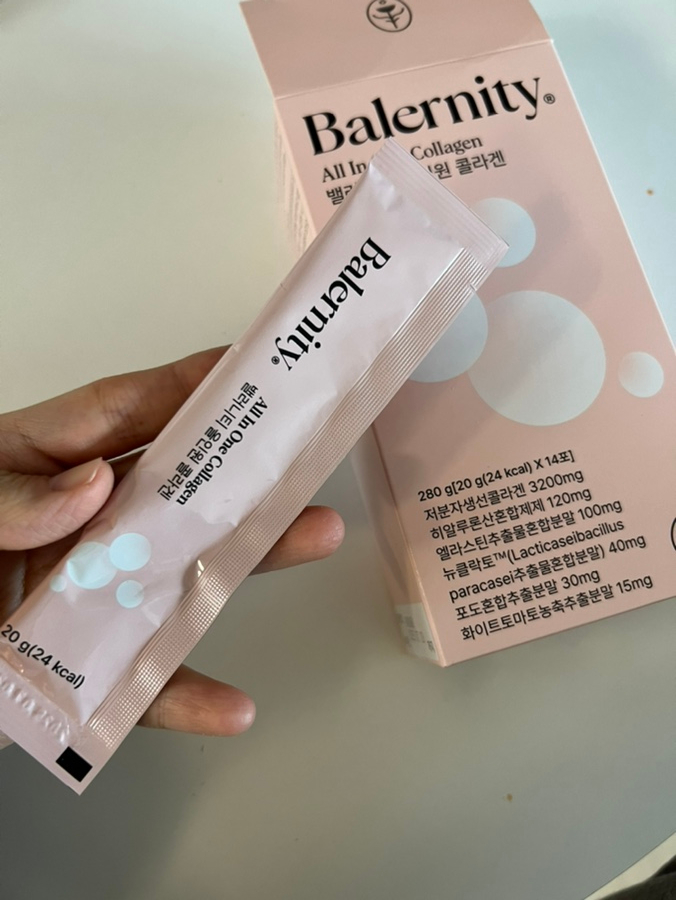 Balernity®
All In Collagen
밸 원 콜라겐
280 g[20 g(24 kcal) X 14포]
저분자생선콜라겐 3200mg
히알루론산혼합제제 120mg
엘라스틴추출물혼합분말 100mg
뉴클락토™(Lacticaseibacillus
paracasei추출물혼합분말) 40mg
포도혼합추출분말 30mg
화이트토마토농축추출분말 15mg
Balernity®
All In One Collagen
밸러니티 올인원 콜라겐
20 g(24 kcal)